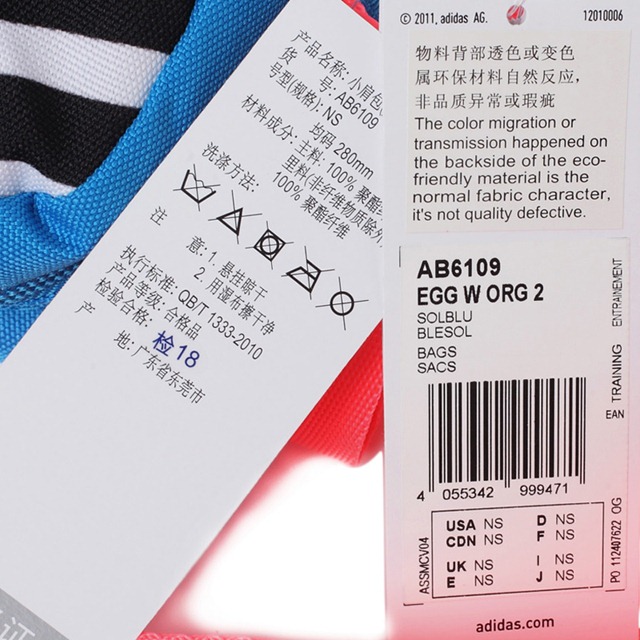 产品名称: 小肩包
货 号: AB6109
号型(规格): NS
均码 280mm
材料成分: 主料: 100% 聚酯
里料(非纤维物质除外
100% 聚酯纤维
洗涤方法:
注 意: 1. 悬挂晾干
2. 用湿布擦干净
执行标准: QB/T 1333-2010
产品等级: 合格品
检验合格: 检18
产 地: 广东省东莞市
证
© 2011, adidas AG.
12010006
物料背部透色或变色
属环保材料自然反应,
非品质异常或瑕疵
The color migration or
transmission happened on
the backside of the eco-
friendly material is the
normal fabric character,
it's not quality defective.
AB6109
EGG W ORG 2
SOLBLU
BLESOL
BAGS
SACS
TRAINING ENTRAINEMENT
EAN
4 055342 999471
USA NS D NS
CDN NS F NS
UK NS I NS
E NS J NS
ASSMCV04
PO 112407622 OG
adidas.com